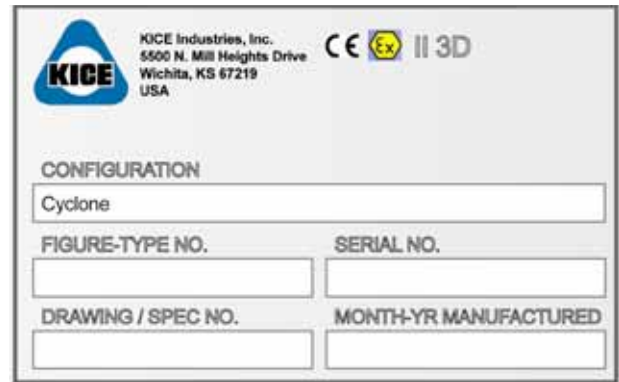 KICE
KICE Industries, Inc.
5500 N. Mill Heights Drive
Wichita, KS 67219
USA
CE Ex II 3D
CONFIGURATION
Cyclone
FIGURE-TYPE NO. SERIAL NO.
DRAWING / SPEC NO. MONTH-YR MANUFACTURED